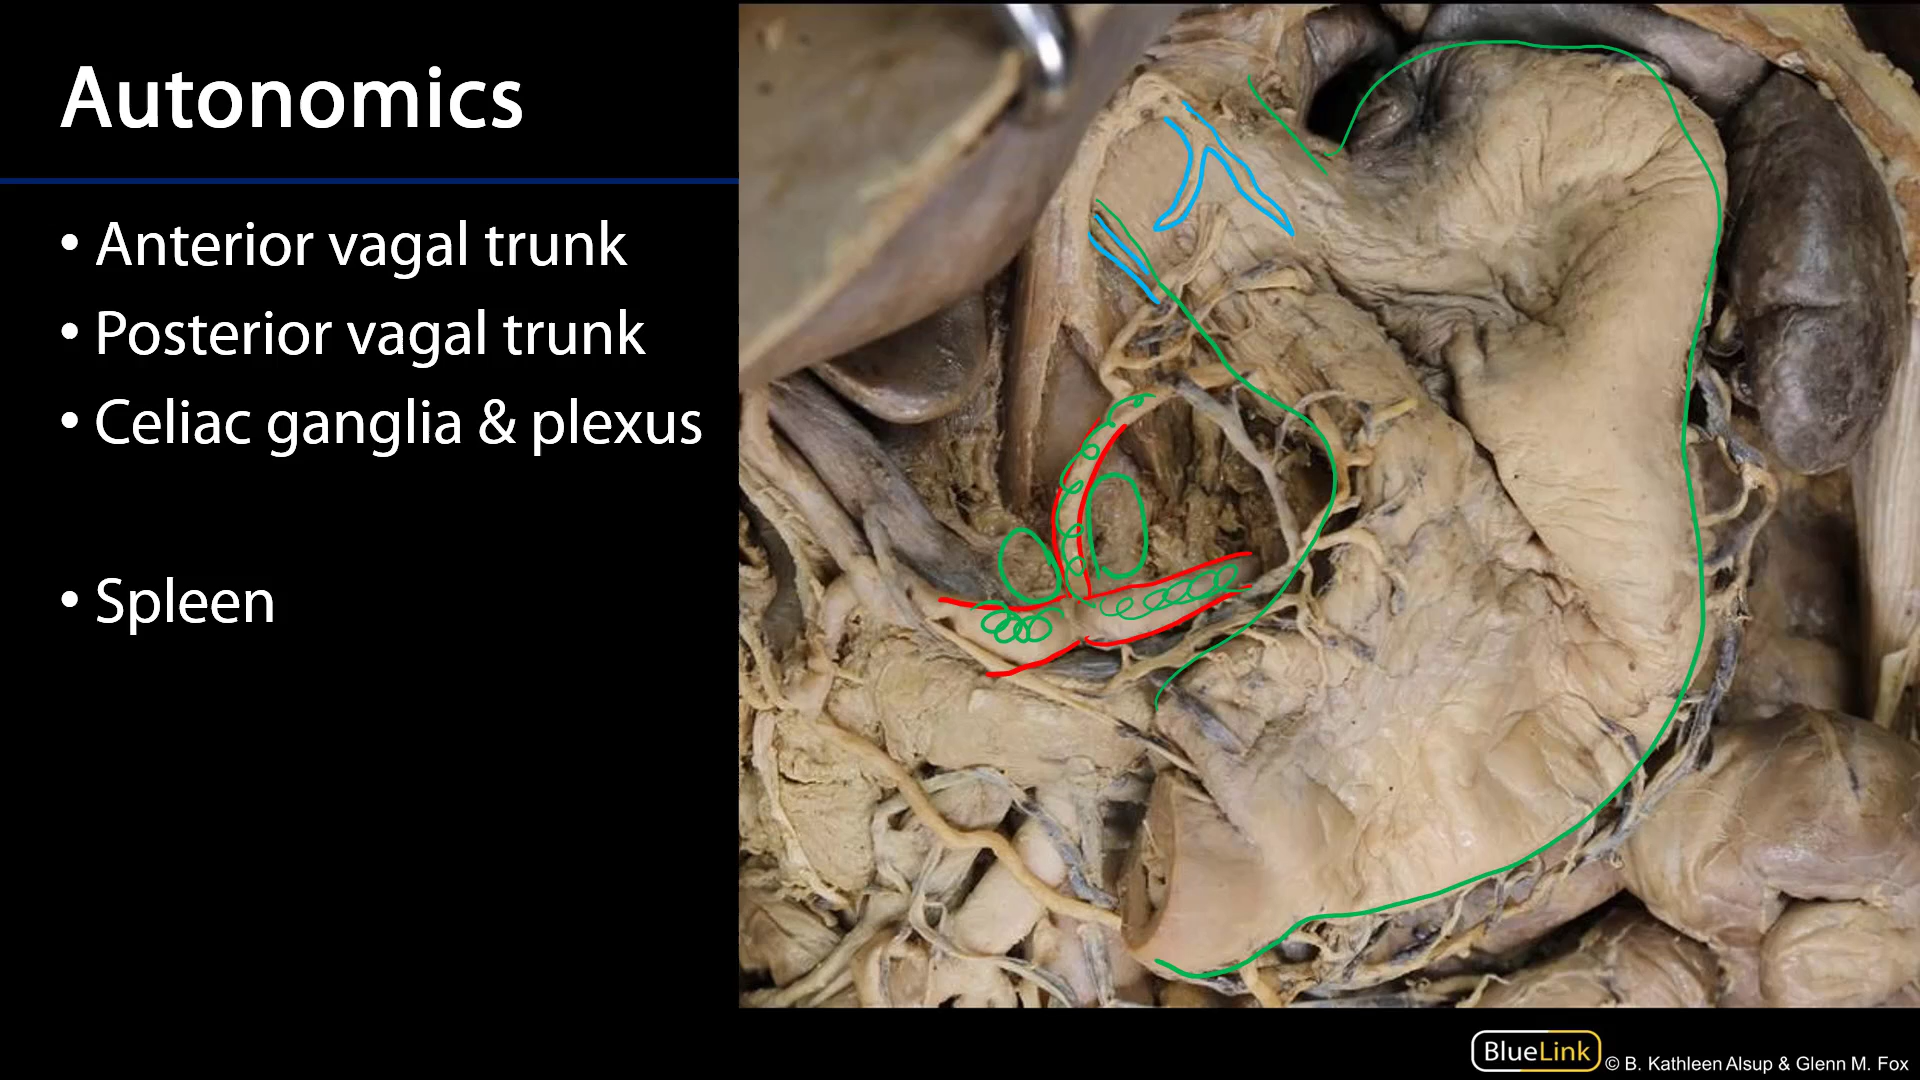 Autonomics
• Anterior vagal trunk
• Posterior vagal trunk
• Celiac ganglia & plexus
• Spleen
BlueLink © B. Kathleen Alsup & Glenn M. Fox